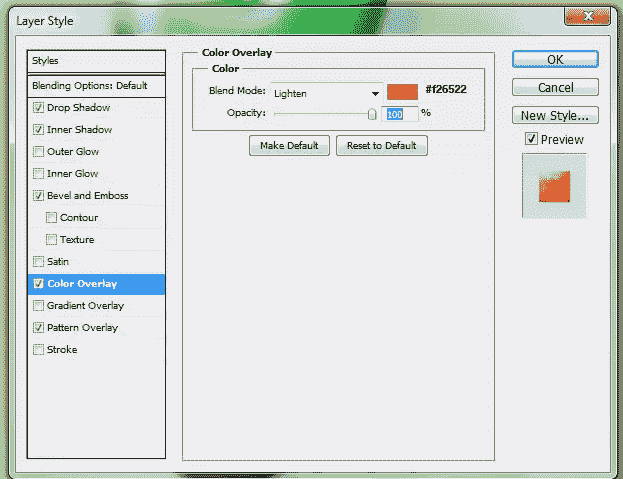 Layer Style
Styles
Blending Options: Default
Drop Shadow
Inner Shadow
Outer Glow
Inner Glow
Bevel and Emboss
Contour
Texture
Satin
Color Overlay
Gradient Overlay
Pattern Overlay
Stroke
Color Overlay
Color
Blend Mode: Lighten #f26522
Opacity: 100 %
Make Default Reset to Default
OK
Cancel
New Style...
Preview